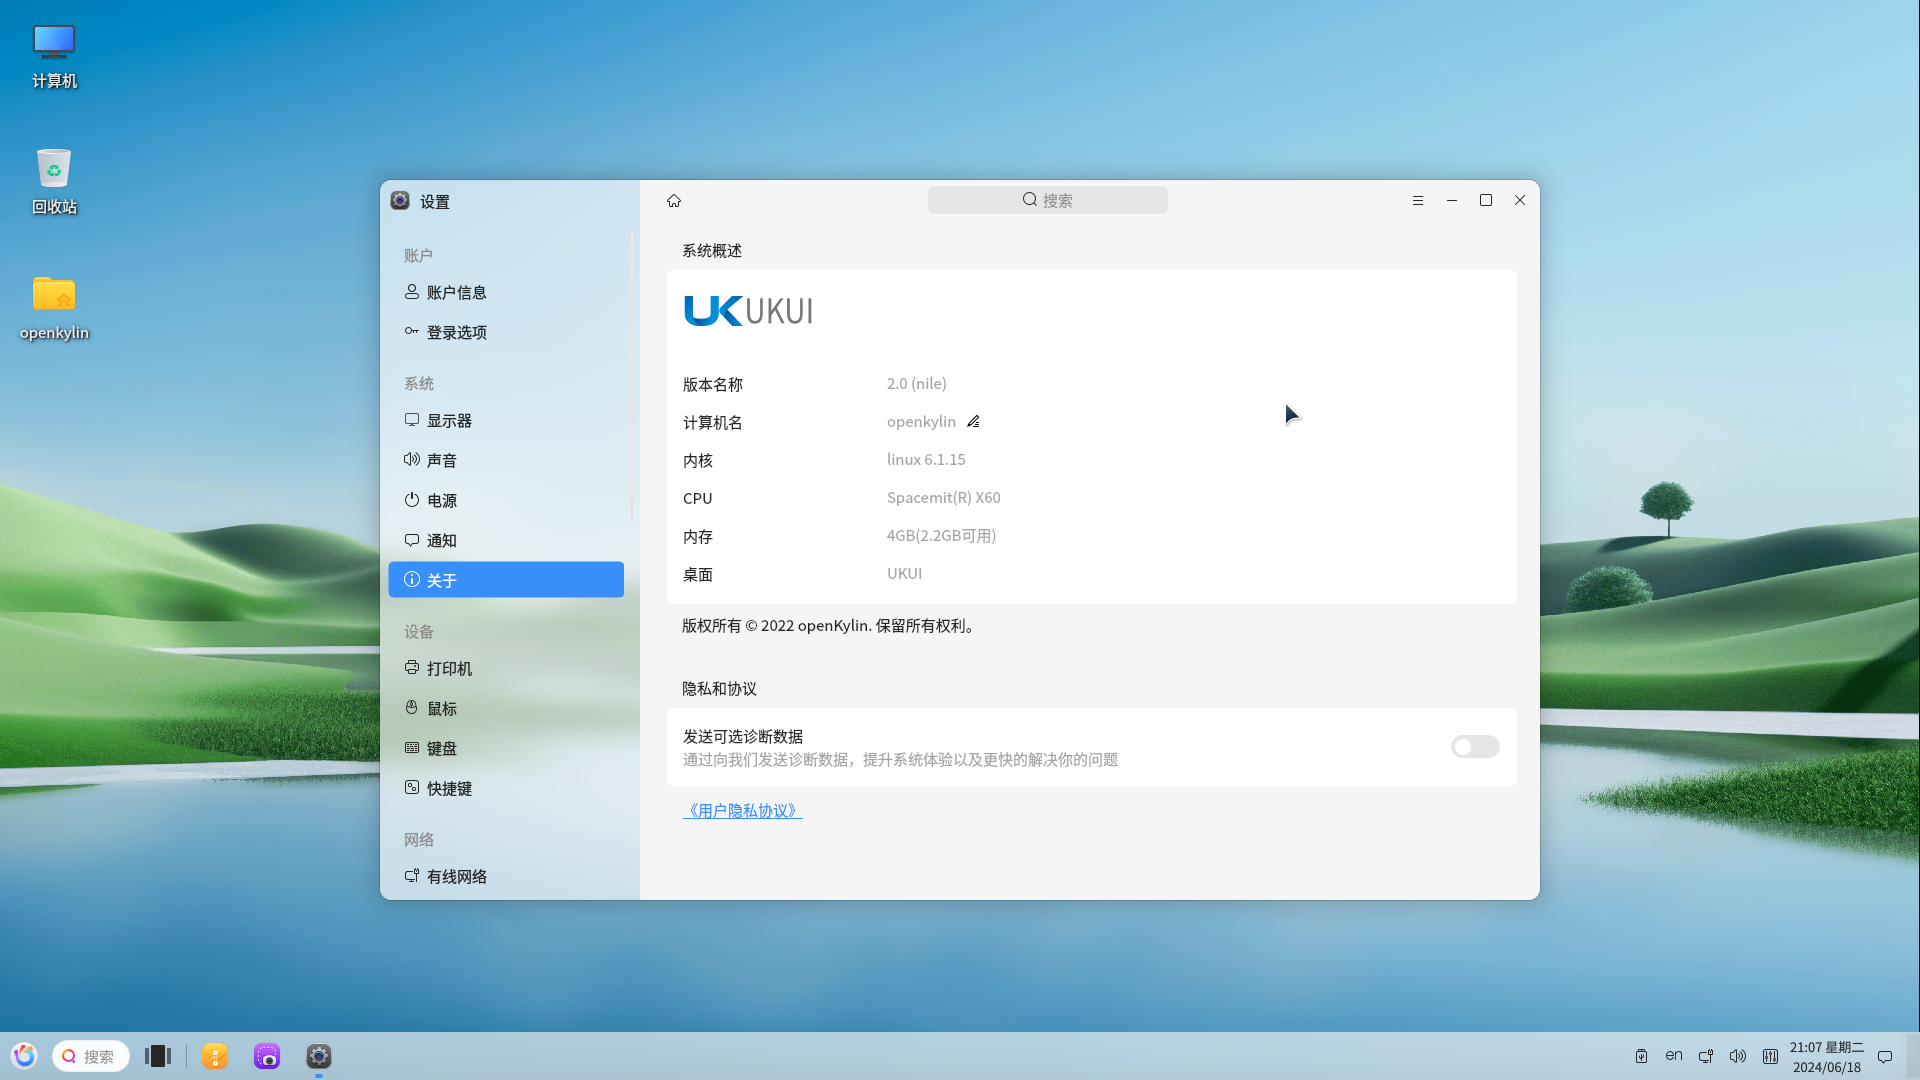 计算机
回收站
openkylin
设置
搜索
账户
账户信息
登录选项
系统
显示器
声音
电源
通知
关于
设备
打印机
鼠标
键盘
快捷键
网络
有线网络
系统概述
UK UKUI
版本名称 2.0 (nile)
计算机名 openkylin
内核 linux 6.1.15
CPU Spacemit(R) X60
内存 4GB(2.2GB可用)
桌面 UKUI
版权所有 © 2022 openKylin. 保留所有权利。
隐私和协议
发送可选诊断数据
通过向我们发送诊断数据，提升系统体验以及更快的解决你的问题
《用户隐私协议》
搜索
en
21:07 星期二
2024/06/18